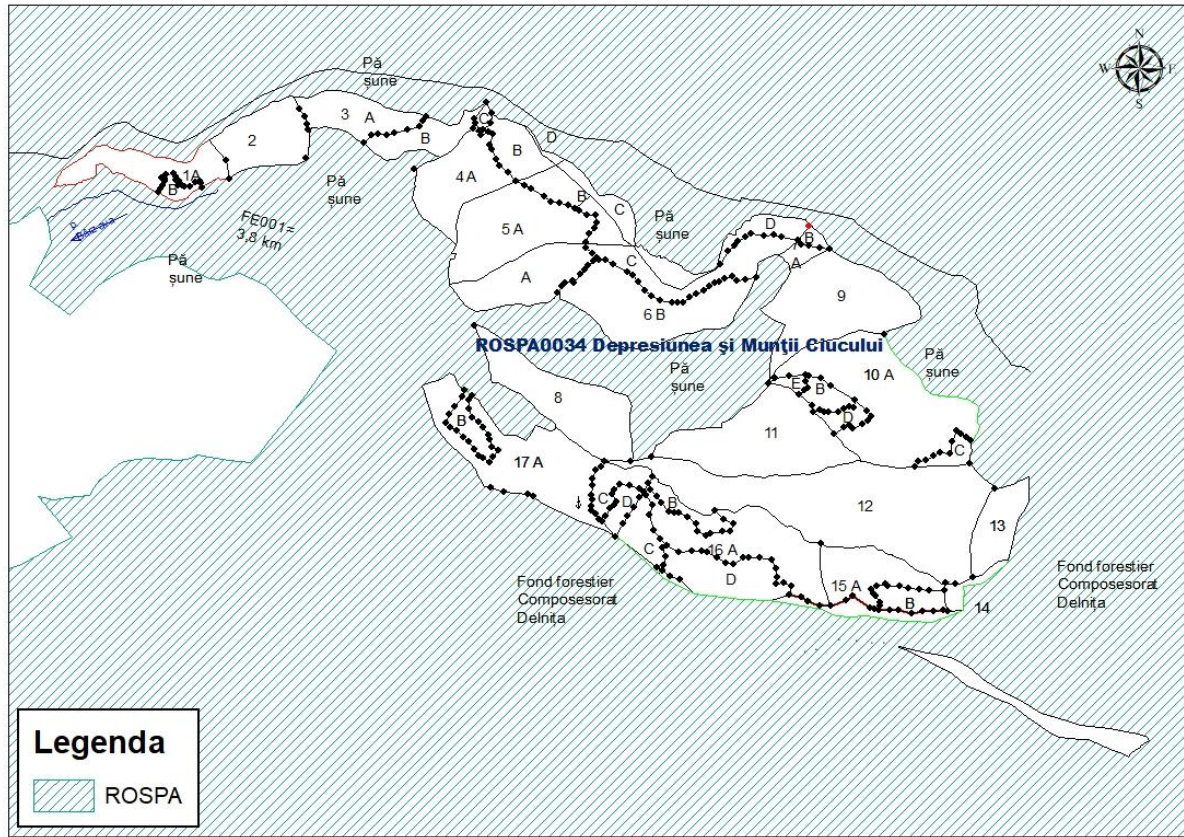 N
W E
S
Pă
șune
3 A
B
2
C
B
D
1A
B
4 A
Pă
șune
B
C
FE001=
3,8 km
Pă
șune
5 A
Pă
șune
D
B
A
A
C
9
6 B
ROSPA0034 Depresiunea și Munții Ciucului
Pă
șune
Pă
șune
10 A
E B
8
D
B
11
C
17 A
C D
B
12
13
16 A
C
D
15 A
B
14
Fond forestier
Composesorat
Delnița
Fond forestier
Composesorat
Delnița
Legenda
ROSPA